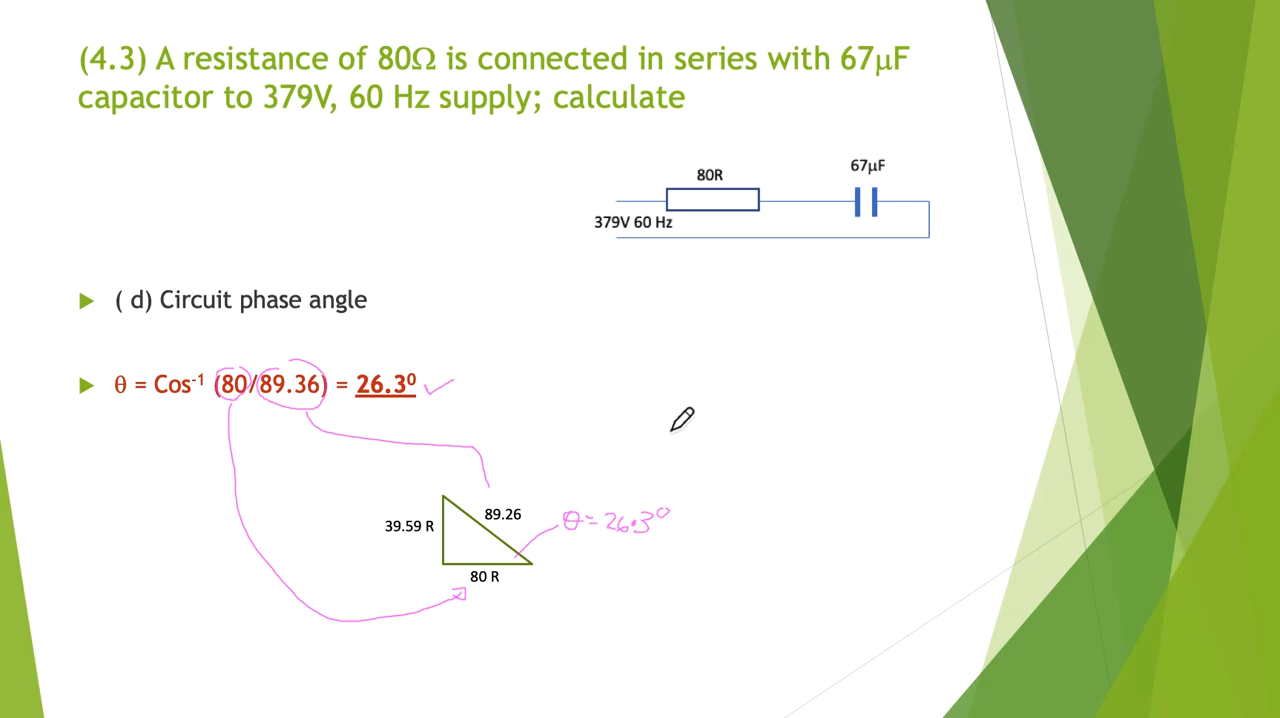 (4.3) A resistance of 80Ω is connected in series with 67μF
capacitor to 379V, 60 Hz supply; calculate
67μF
80R
379V 60 Hz
( d) Circuit phase angle
θ = Cos⁻¹ (80/89.36) = 26.3⁰
39.59 R
89.26
θ=26.3⁰
80 R